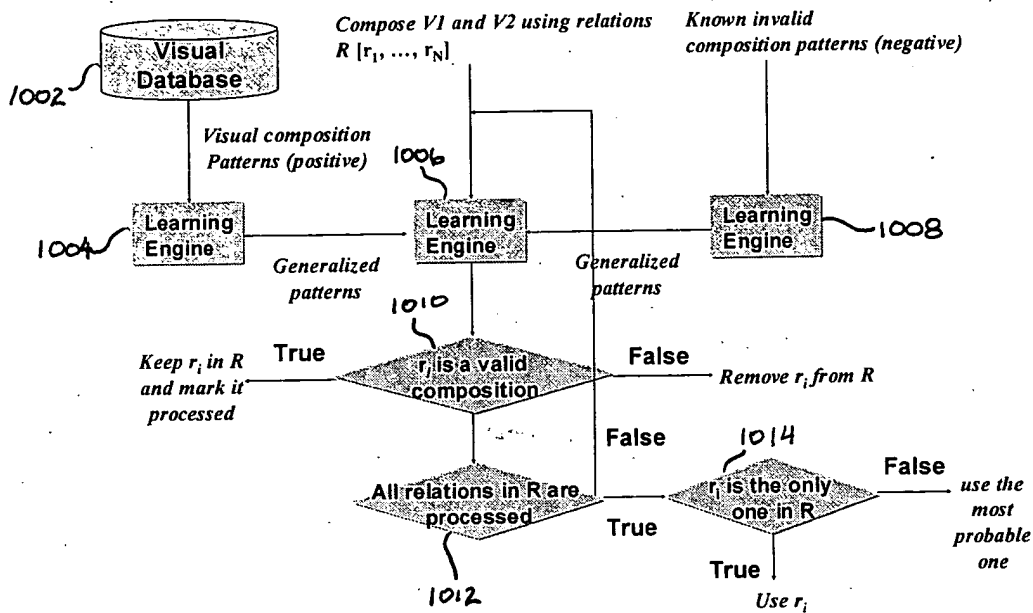 Compose V1 and V2 using relations
R [r1, ..., rN]
Known invalid
composition patterns (negative)
Visual
Database
1002
Visual composition
Patterns (positive)
1006
Learning
Engine
1004
Learning
Engine
Learning
Engine
1008
Generalized
patterns
Generalized
patterns
1010
Keep ri in R
and mark it
processed
True
ri is a valid
composition
False
Remove ri from R
False
1014
All relations in R are
processed
True
ri is the only
one in R
False
use the
most
probable
one
1012
True
Use ri